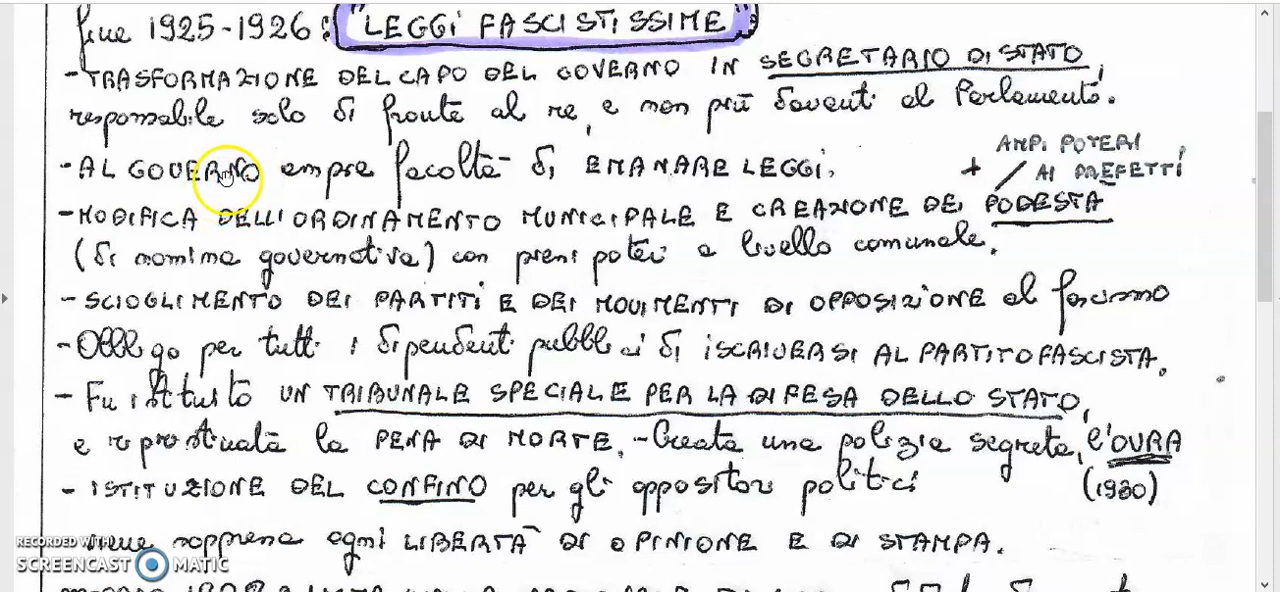 fine 1925-1926: "LEGGI FASCISTISSIME":
- TRASFORMAZIONE DEL CAPO DEL GOVERNO IN SEGRETARIO DI STATO,
responsabile solo di fronte al re, e non più davanti al Parlamento.
- AL GOVERNO ampia facoltà di EMANARE LEGGI.
+ AMPI POTERI
AI PREFETTI
- MODIFICA DELL'ORDINAMENTO MUNICIPALE E CREAZIONE DEI PODESTÀ
(di nomina governativa) con pieni poteri a livello comunale.
- SCIOGLIMENTO DEI PARTITI E DEI MOVIMENTI DI OPPOSIZIONE al fascismo
- Obbligo per tutti i dipendenti pubblici di ISCRIVERSI AL PARTITO FASCISTA.
- Fu istituito UN TRIBUNALE SPECIALE PER LA DIFESA DELLO STATO,
e ripristinata la PENA DI MORTE. - Creata una polizia segreta, l'OVRA
(1930)
- ISTITUZIONE DEL CONFINO per gli oppositori politici
viene soppressa ogni LIBERTÀ DI OPINIONE E DI STAMPA.
RECORDED WITH
SCREENCAST MATIC